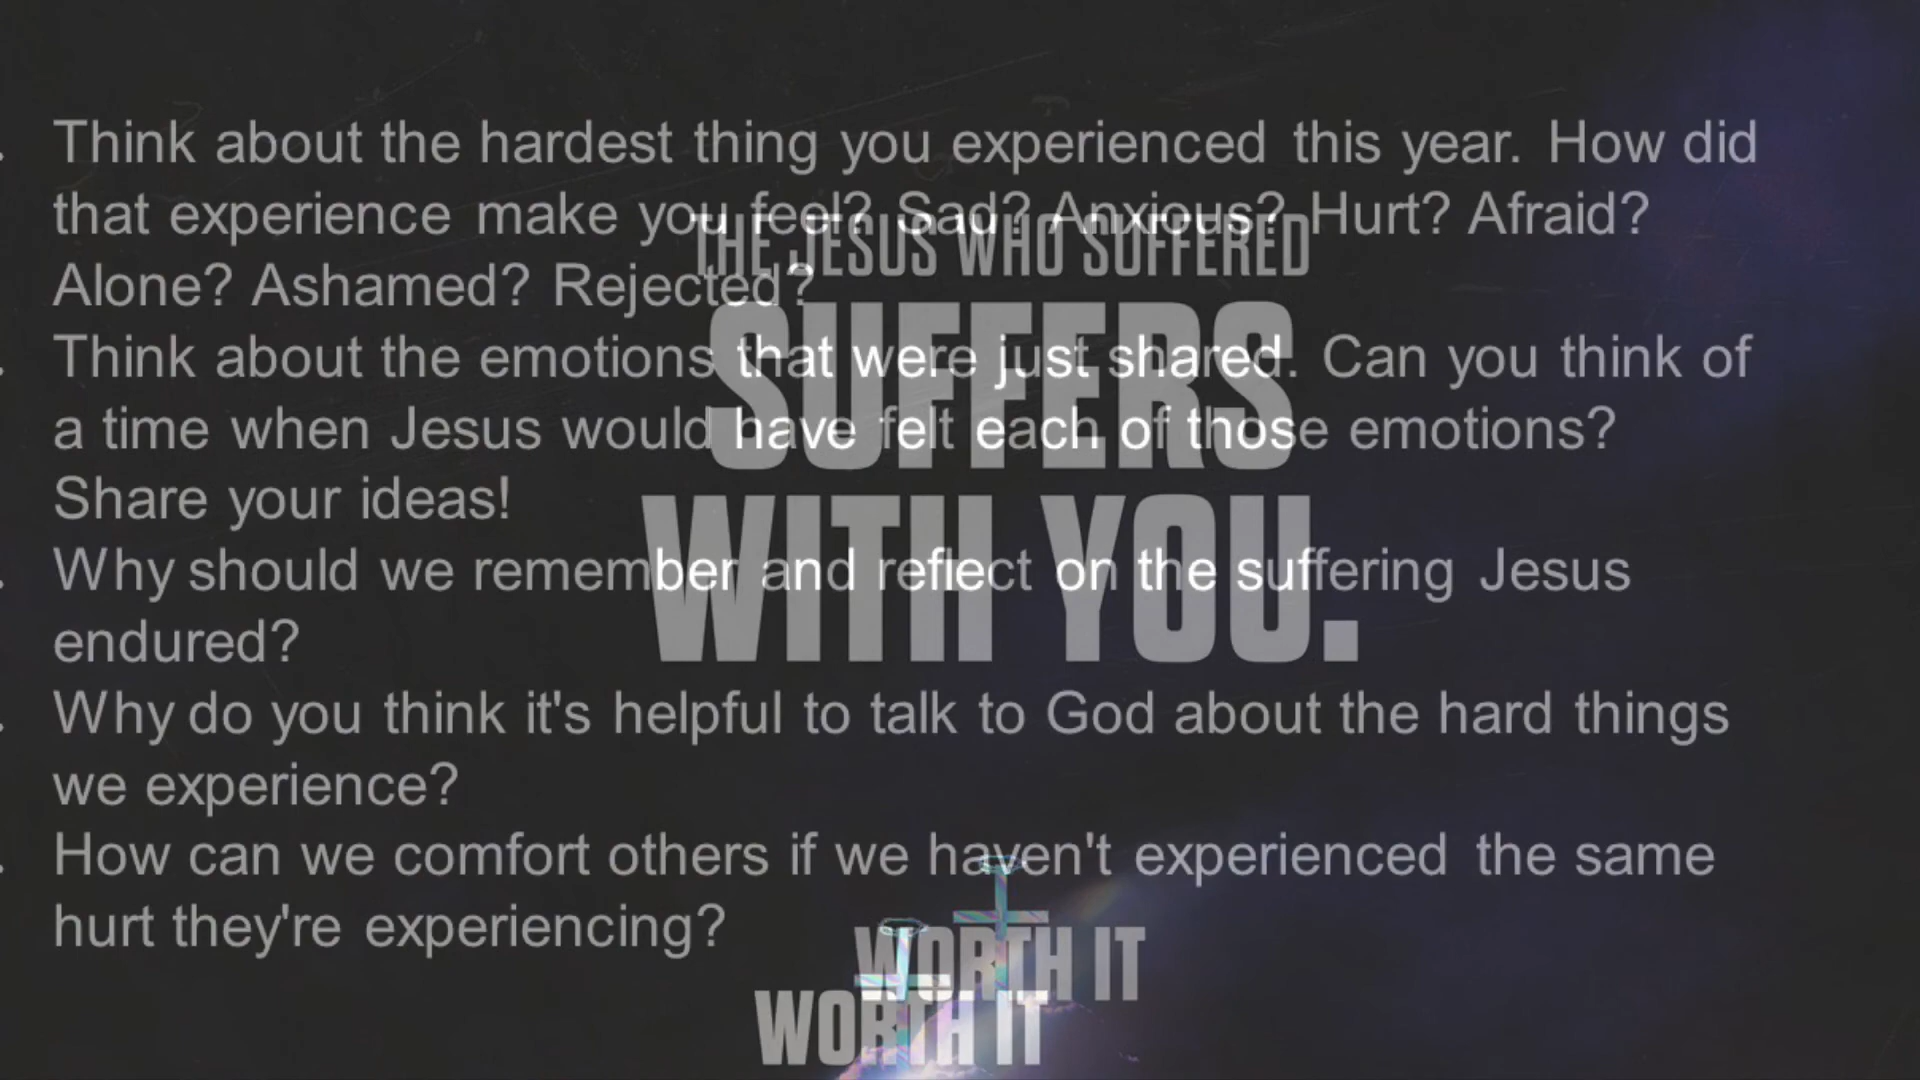 Think about the hardest thing you experienced this year. How did
that experience make you feel? Sad? Anxious? Hurt? Afraid?
Alone? Ashamed? Rejected?
Think about the emotions that were just shared. Can you think of
a time when Jesus would have felt each of those emotions?
Share your ideas!
Why should we remember and reflect on the suffering Jesus
endured?
Why do you think it's helpful to talk to God about the hard things
we experience?
How can we comfort others if we haven't experienced the same
hurt they're experiencing?
THE JESUS WHO SUFFERED
SUFFERS
WITH YOU.
WORTH IT
WORTH IT